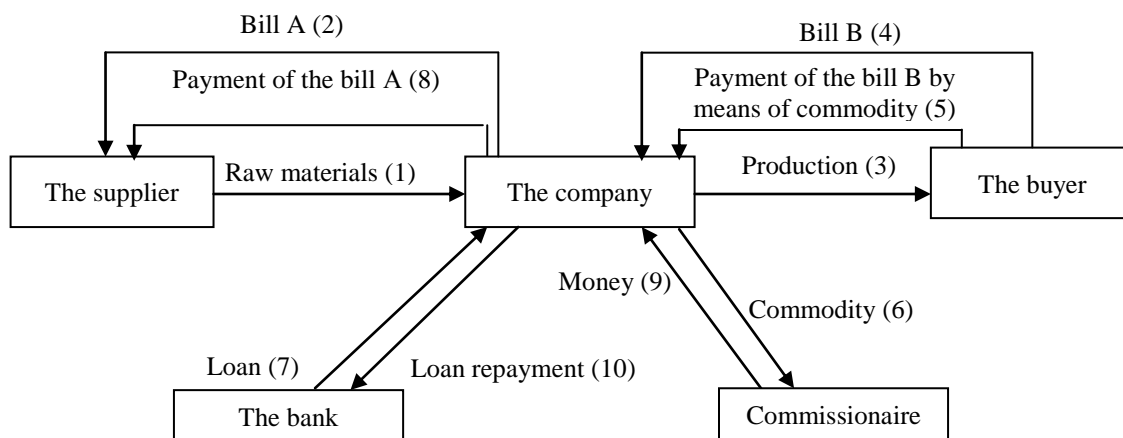 Bill A (2)
Bill B (4)
Payment of the bill A (8)
Payment of the bill B by
means of commodity (5)
The supplier
Raw materials (1)
The company
Production (3)
The buyer
Money (9)
Commodity (6)
Loan (7)
Loan repayment (10)
The bank
Commissionaire